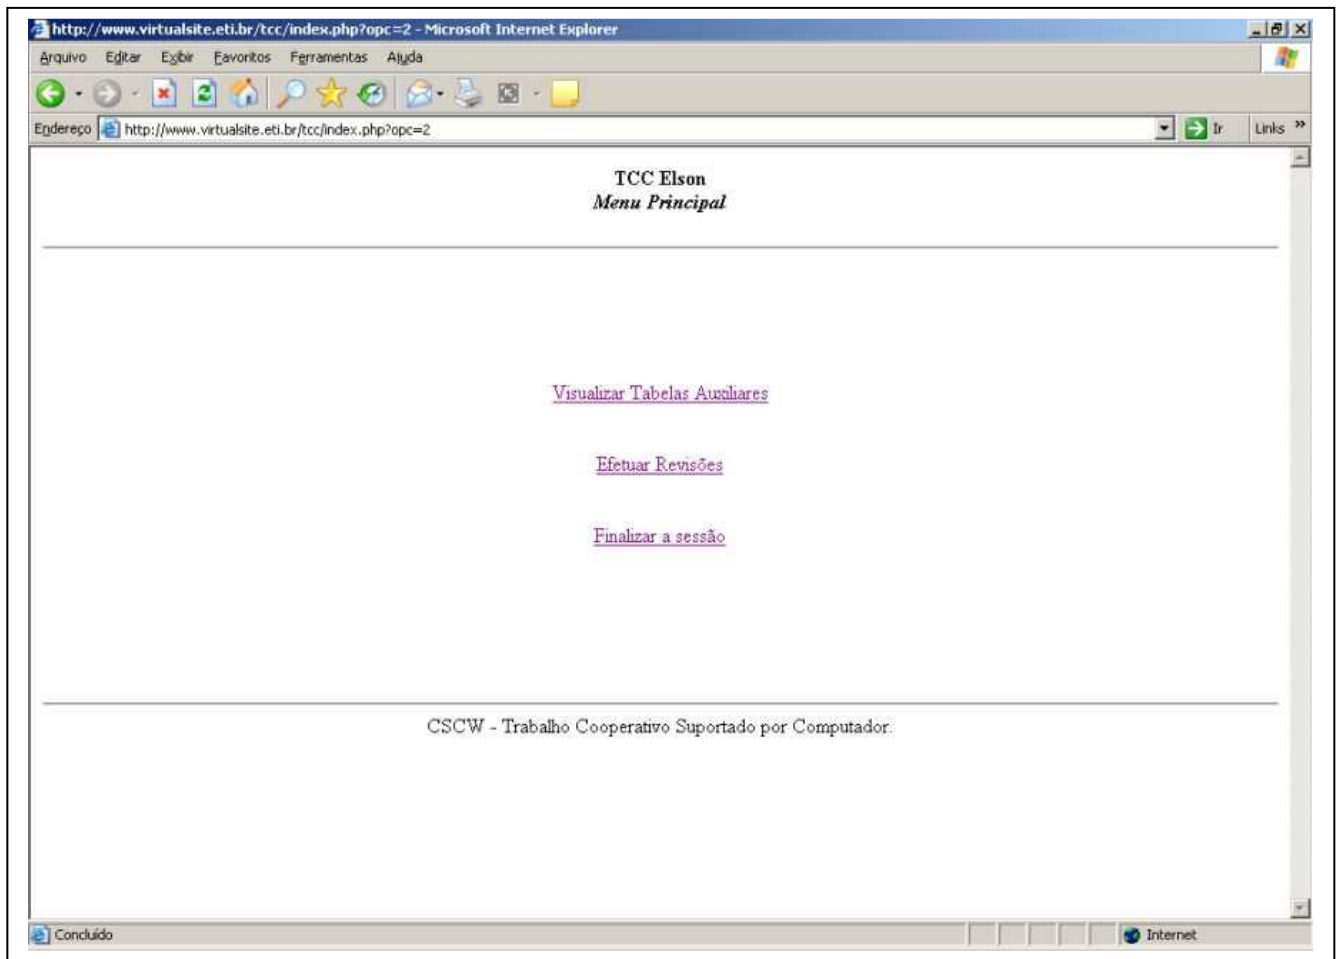 http://www.virtualsite.eti.br/tcc/index.php?opc=2 - Microsoft Internet Explorer
Arquivo Editar Exibir Favoritos Ferramentas Ajuda
Endereço http://www.virtualsite.eti.br/tcc/index.php?opc=2 Ir Links »
TCC Elson
Menu Principal
Visualizar Tabelas Auxiliares
Efetuar Revisões
Finalizar a sessão
CSCW - Trabalho Cooperativo Suportado por Computador.
Concluído Internet